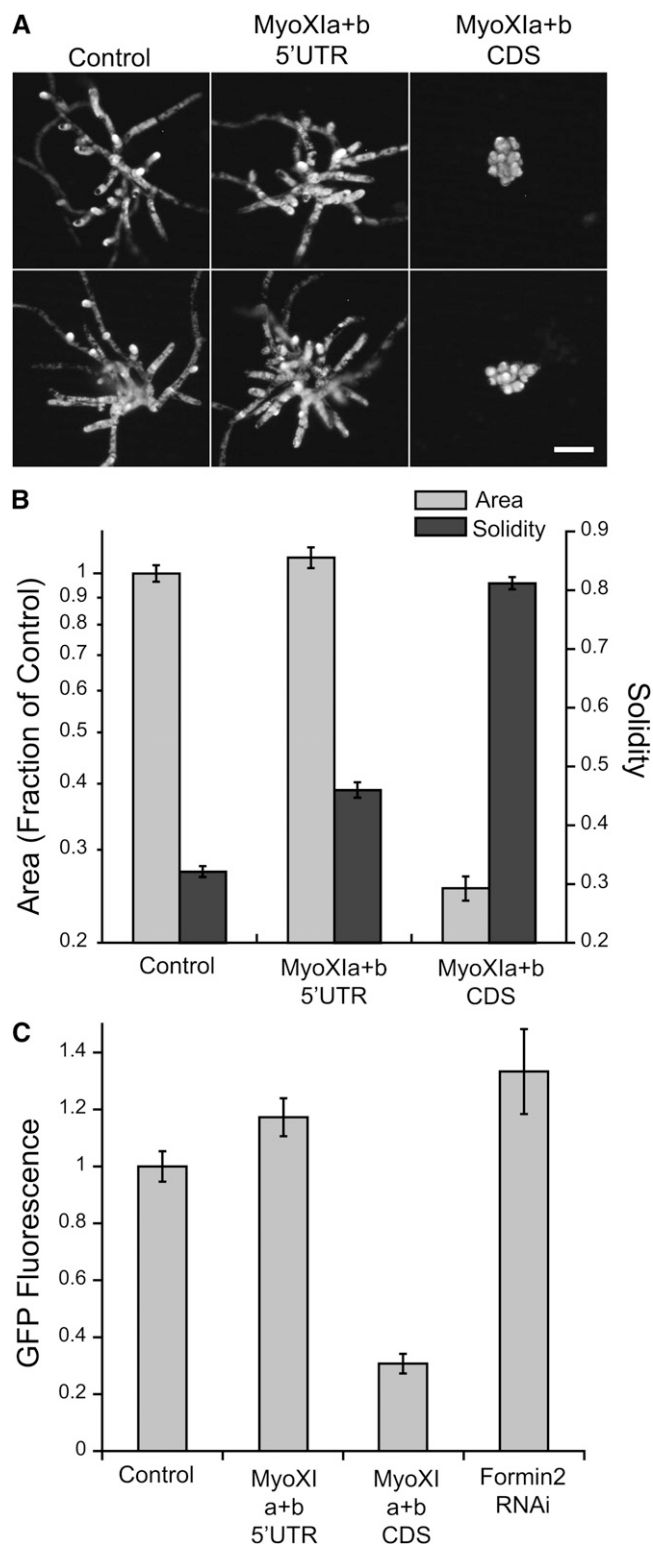 A
Control
MyoXIa+b
5'UTR
MyoXIa+b
CDS
B
Area
Solidity
Area (Fraction of Control)
1
0.9
0.8
0.7
0.6
0.5
0.4
0.3
0.2
Solidity
0.9
0.8
0.7
0.6
0.5
0.4
0.3
0.2
Control
MyoXIa+b
5'UTR
MyoXIa+b
CDS
C
GFP Fluorescence
1.4
1.2
1
0.8
0.6
0.4
0.2
0
Control
MyoXI
a+b
5'UTR
MyoXI
a+b
CDS
Formin2
RNAi